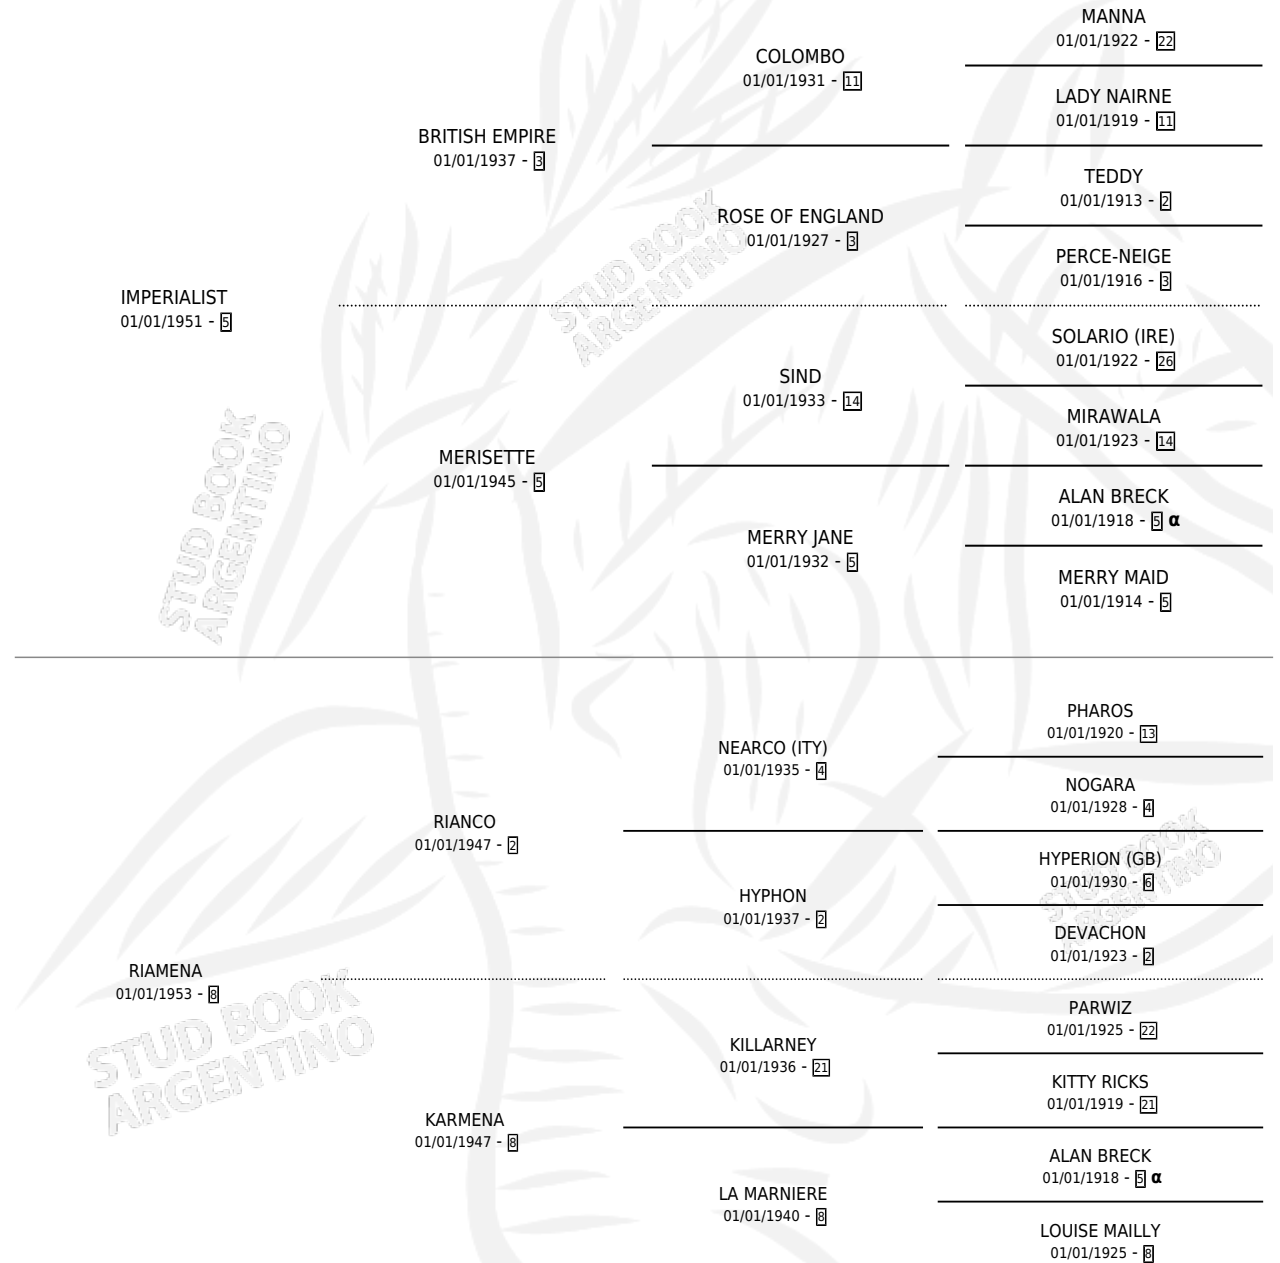 MANNA
01/01/1922 - 22
COLOMBO
01/01/1931 - 11
LADY NAIRNE
01/01/1919 - 11
BRITISH EMPIRE
01/01/1937 - 3
TEDDY
01/01/1913 - 2
ROSE OF ENGLAND
01/01/1927 - 3
PERCE-NEIGE
01/01/1916 - 3
STUD BOOK
ARGENTINO
IMPERIALIST
01/01/1951 - 5
SOLARIO (IRE)
01/01/1922 - 26
SIND
01/01/1933 - 14
MIRAWALA
01/01/1923 - 14
MERISETTE
01/01/1945 - 5
ALAN BRECK
01/01/1918 - 5 α
MERRY JANE
01/01/1932 - 5
MERRY MAID
01/01/1914 - 5
STUD BOOK
ARGENTINO
PHAROS
01/01/1920 - 13
NEARCO (ITY)
01/01/1935 - 4
NOGARA
01/01/1928 - 4
RIANCO
01/01/1947 - 2
HYPERION (GB)
01/01/1930 - 6
HYPHON
01/01/1937 - 2
DEVACHON
01/01/1923 - 2
STUD BOOK
ARGENTINO
RIAMENA
01/01/1953 - 8
PARWIZ
01/01/1925 - 22
KILLARNEY
01/01/1936 - 21
KITTY RICKS
01/01/1919 - 21
KARMENA
01/01/1947 - 8
ALAN BRECK
01/01/1918 - 5 α
LA MARNIERE
01/01/1940 - 8
LOUISE MAILLY
01/01/1925 - 8
STUD BOOK
ARGENTINO